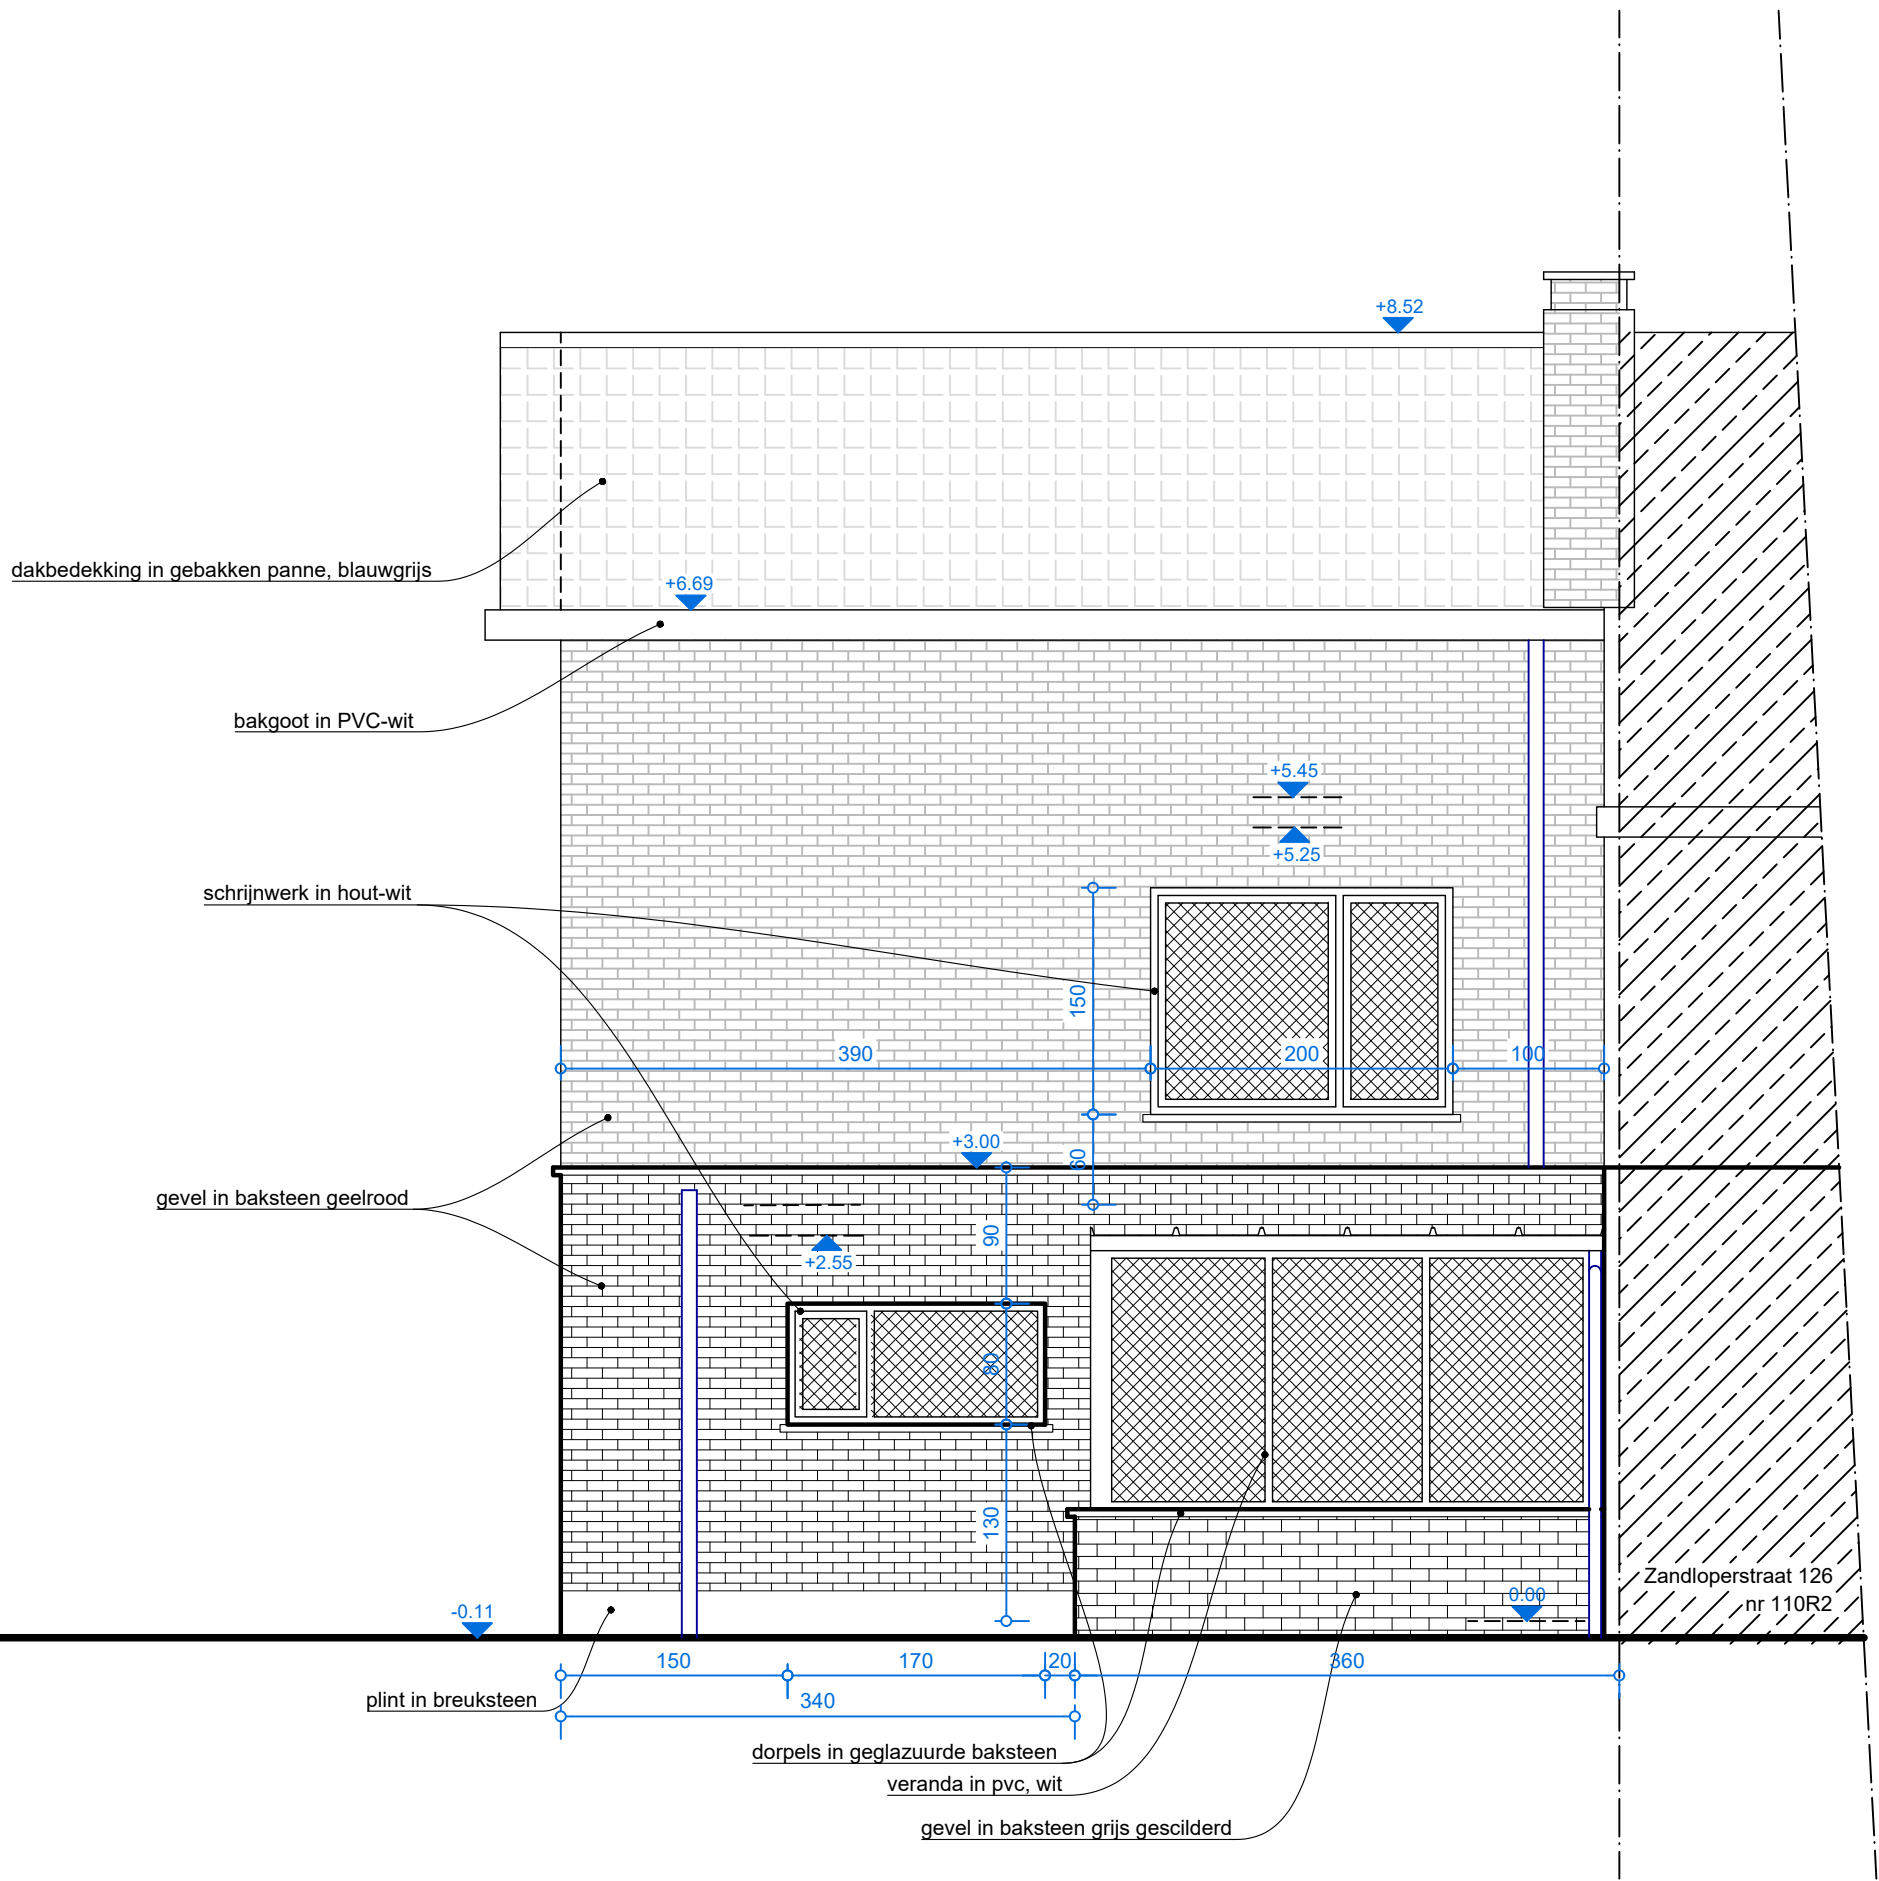 +8.52
dakbedekking in gebakken panne, blauwgrijs
+6.69
bakgoot in PVC-wit
+5.45
+5.25
schrijnwerk in hout-wit
150
390
200
100
+3.00
60
gevel in baksteen geelrood
90
+2.55
80
130
Zandloperstraat 126
nr 110R2
0.00
-0.11
150
170
20
360
plint in breuksteen
340
dorpels in geglazuurde baksteen
veranda in pvc, wit
gevel in baksteen grijs gescilderd